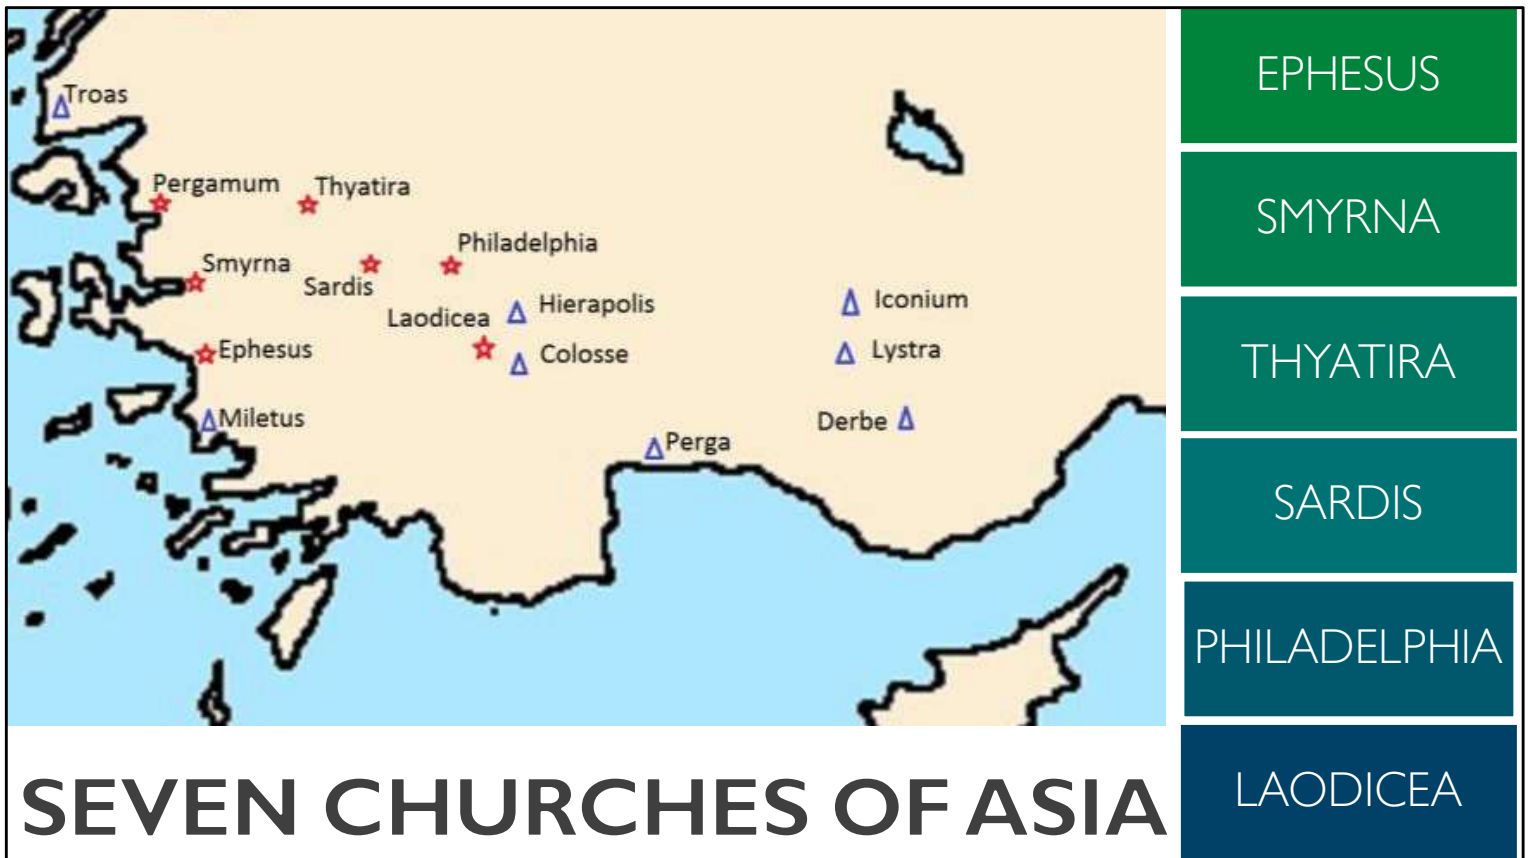 Troas
Pergamum
Thyatira
Philadelphia
Smyrna
Sardis
Hierapolis
Iconium
Laodicea
Ephesus
Colosse
Lystra
Miletus
Derbe
Perga
SEVEN CHURCHES OF ASIA
EPHESUS
SMYRNA
THYATIRA
SARDIS
PHILADELPHIA
LAODICEA